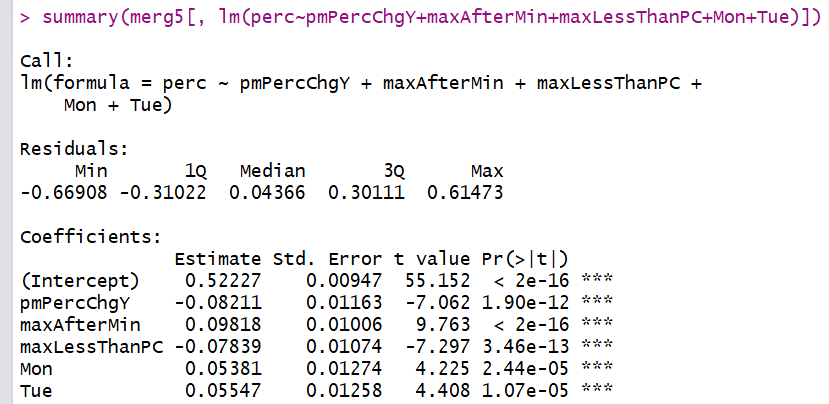 > summary(merg5[, lm(perc~pmPercChgY+maxAfterMin+maxLessThanPC+Mon+Tue)])
Call:
lm(formula = perc ~ pmPercChgY + maxAfterMin + maxLessThanPC +
Mon + Tue)
Residuals:
Min 1Q Median 3Q Max
-0.66908 -0.31022 0.04366 0.30111 0.61473
Coefficients:
Estimate Std. Error t value Pr(>|t|)
(Intercept) 0.52227 0.00947 55.152 < 2e-16 ***
pmPercChgY -0.08211 0.01163 -7.062 1.90e-12 ***
maxAfterMin 0.09818 0.01006 9.763 < 2e-16 ***
maxLessThanPC -0.07839 0.01074 -7.297 3.46e-13 ***
Mon 0.05381 0.01274 4.225 2.44e-05 ***
Tue 0.05547 0.01258 4.408 1.07e-05 ***